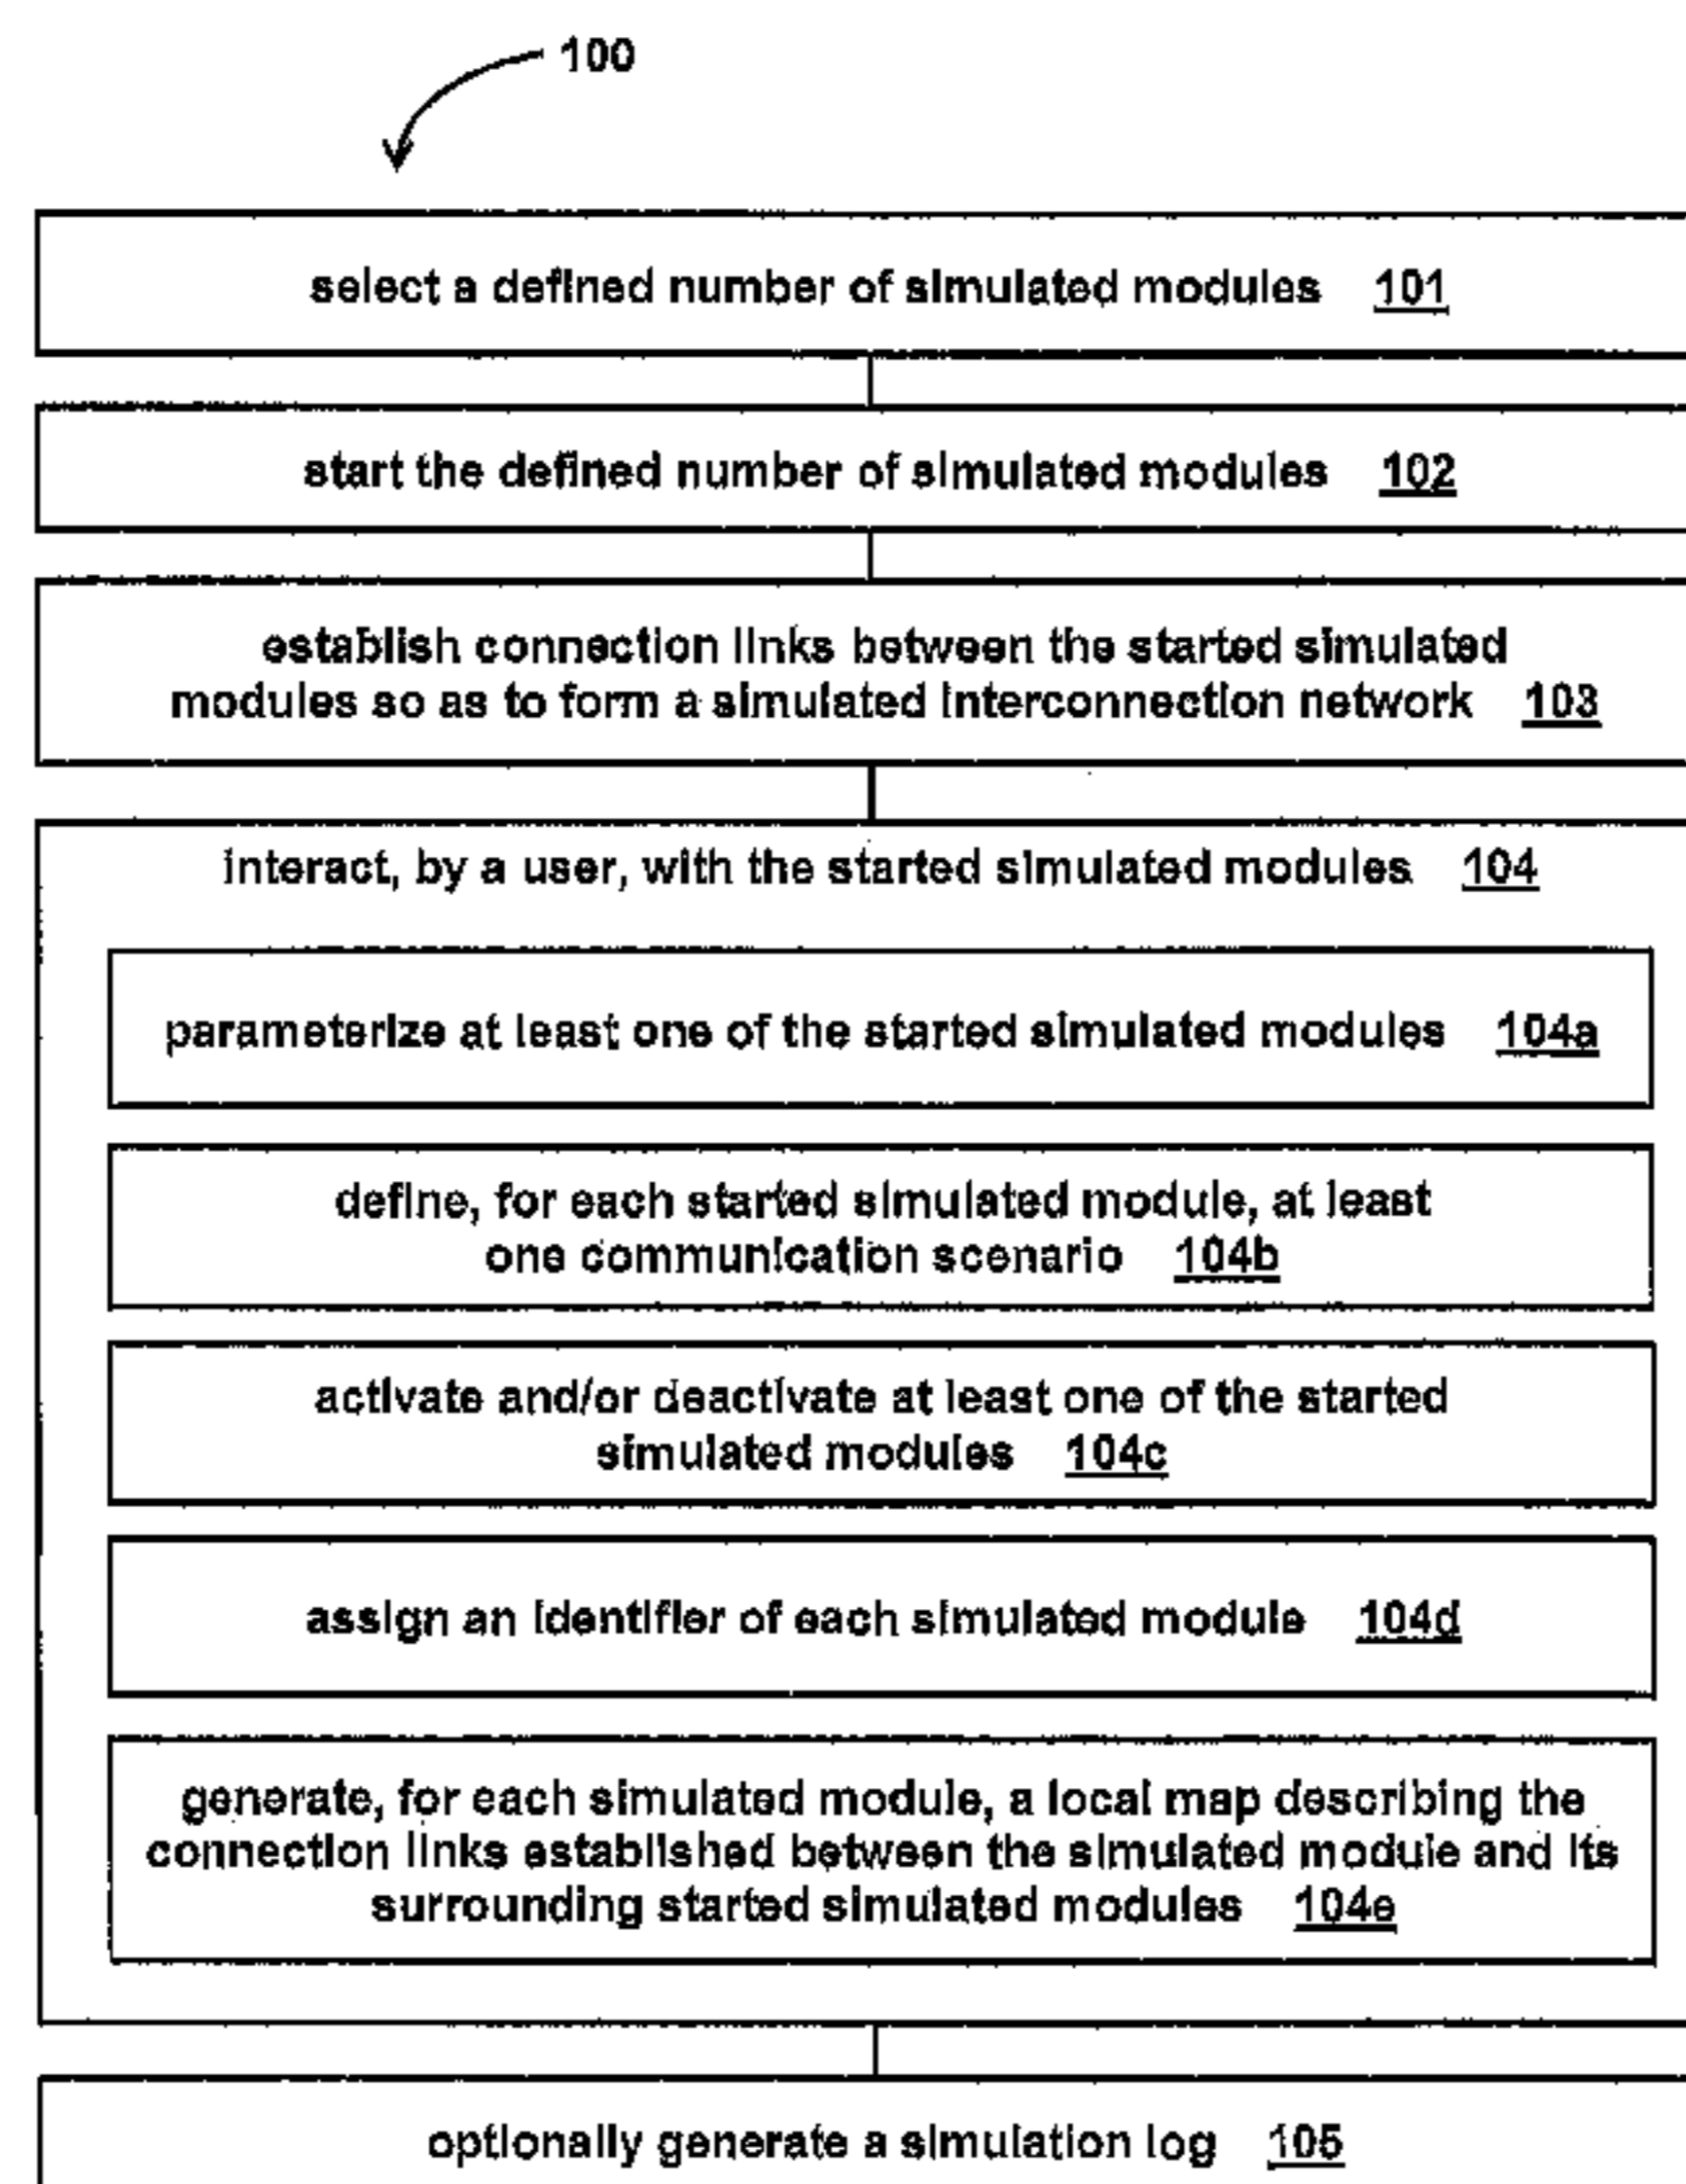 100
select a defined number of simulated modules 101
start the defined number of simulated modules 102
establish connection links between the started simulated
modules so as to form a simulated interconnection network 103
interact, by a user, with the started simulated modules 104
parameterize at least one of the started simulated modules 104a
define, for each started simulated module, at least
one communication scenario 104b
activate and/or deactivate at least one of the started
simulated modules 104c
assign an identifier of each simulated module 104d
generate, for each simulated module, a local map describing the
connection links established between the simulated module and its
surrounding started simulated modules 104e
optionally generate a simulation log 105